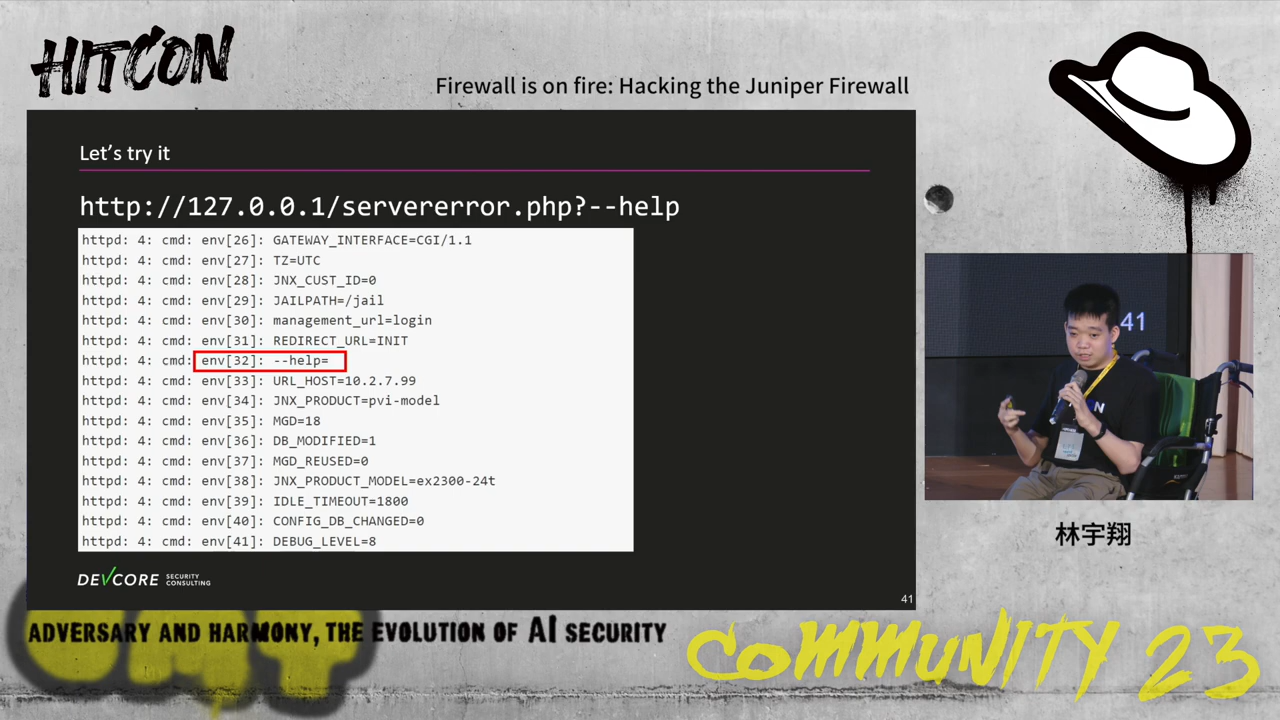 HITCON
Firewall is on fire: Hacking the Juniper Firewall
Let's try it
http://127.0.0.1/servererror.php?--help
httpd: 4: cmd: env[26]: GATEWAY_INTERFACE=CGI/1.1
httpd: 4: cmd: env[27]: TZ=UTC
httpd: 4: cmd: env[28]: JNX_CUST_ID=0
httpd: 4: cmd: env[29]: JAILPATH=/jail
httpd: 4: cmd: env[30]: management_url=login
httpd: 4: cmd: env[31]: REDIRECT_URL=INIT
httpd: 4: cmd: env[32]: --help=
httpd: 4: cmd: env[33]: URL_HOST=10.2.7.99
httpd: 4: cmd: env[34]: JNX_PRODUCT=pvi-model
httpd: 4: cmd: env[35]: MGD=18
httpd: 4: cmd: env[36]: DB_MODIFIED=1
httpd: 4: cmd: env[37]: MGD_REUSED=0
httpd: 4: cmd: env[38]: JNX_PRODUCT_MODEL=ex2300-24t
httpd: 4: cmd: env[39]: IDLE_TIMEOUT=1800
httpd: 4: cmd: env[40]: CONFIG_DB_CHANGED=0
httpd: 4: cmd: env[41]: DEBUG_LEVEL=8
DEVCORE SECURITY CONSULTING
41
41
林宇翔
ADVERSARY AND HARMONY, THE EVOLUTION OF AI SECURITY
COMMUNITY 23